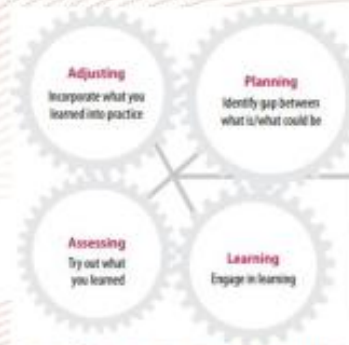 Adjusting
Incorporate what you
learned into practice
Planning
Identify gap between
what is/what could be
Assessing
Try out what
you learned
Learning
Engage in learning